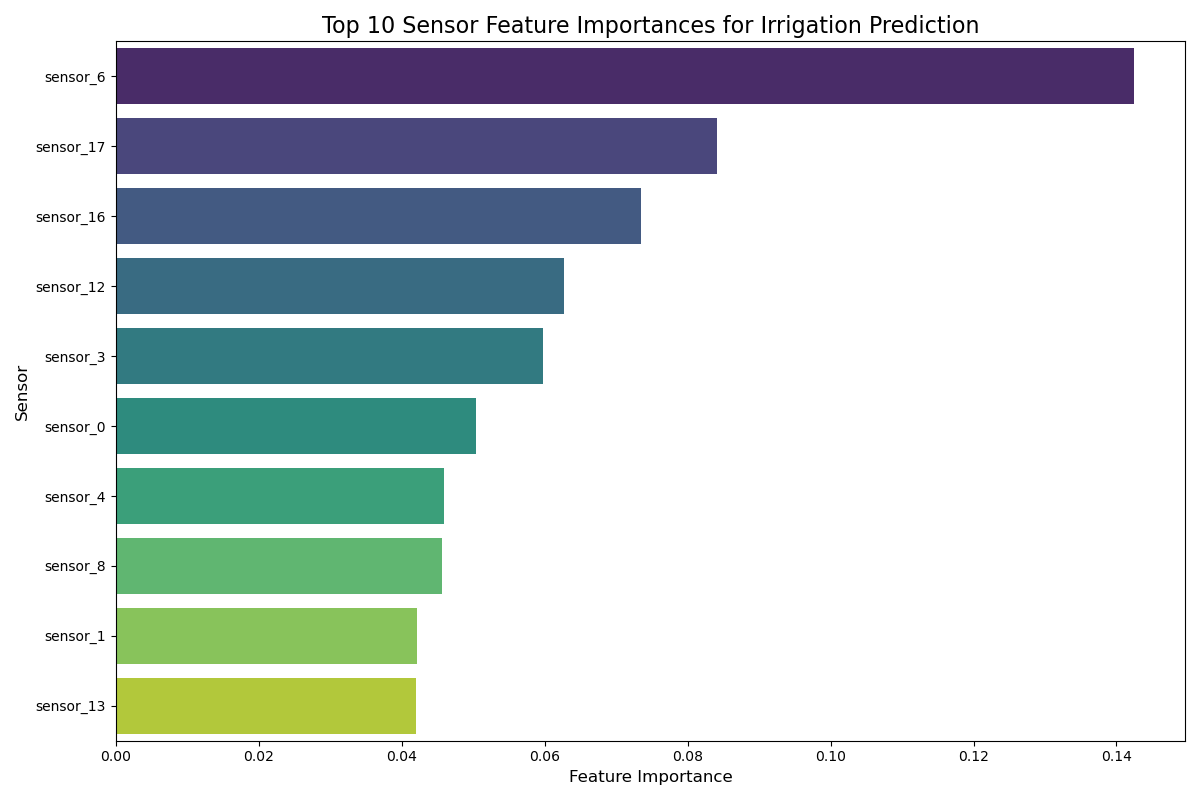 Top 10 Sensor Feature Importances for Irrigation Prediction
sensor_6
sensor_17
sensor_16
sensor_12
sensor_3
sensor_0
sensor_4
sensor_8
sensor_1
sensor_13
Sensor
0.00 0.02 0.04 0.06 0.08 0.10 0.12 0.14
Feature Importance